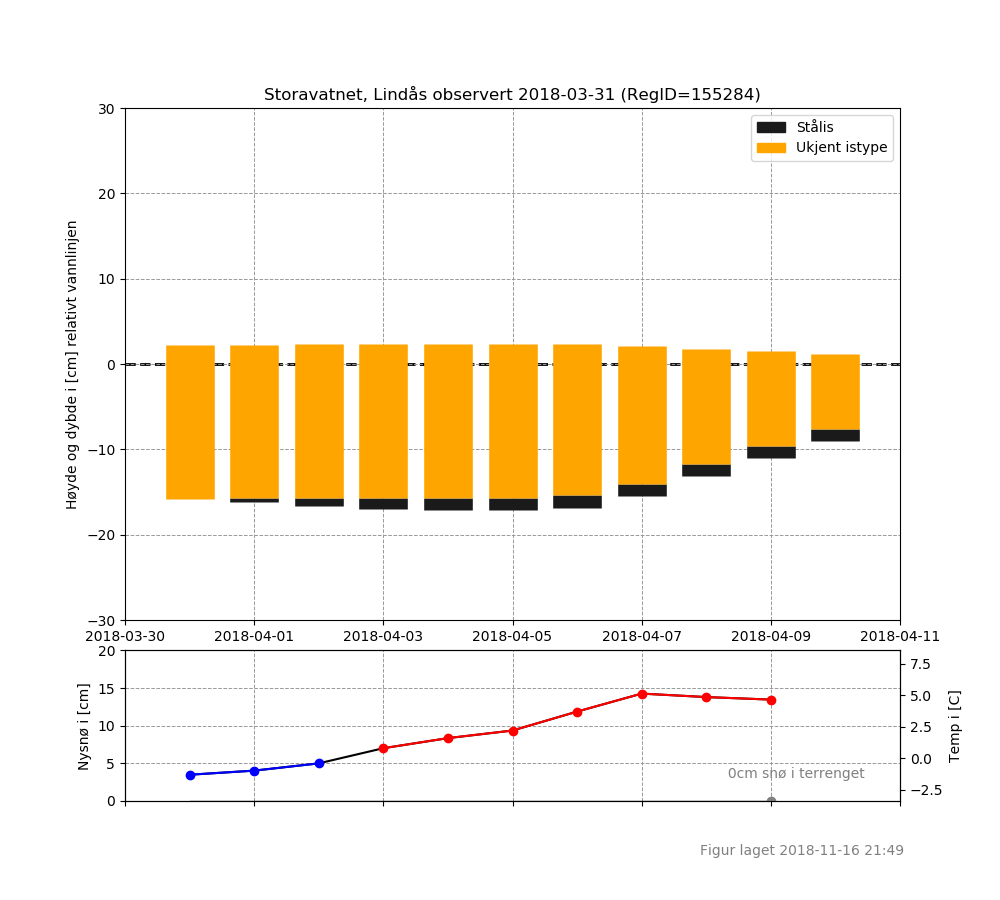 Storavatnet, Lindås observert 2018-03-31 (RegID=155284)
Stålis
Ukjent istype
Høyde og dybde i [cm] relativt vannlinjen
30
20
10
0
−10
−20
−30
2018-03-30 2018-04-01 2018-04-03 2018-04-05 2018-04-07 2018-04-09 2018-04-11
Nysnø i [cm]
20
15
10
5
0
7.5
5.0
2.5
0.0
−2.5
Temp i [C]
0cm snø i terrenget
Figur laget 2018-11-16 21:49